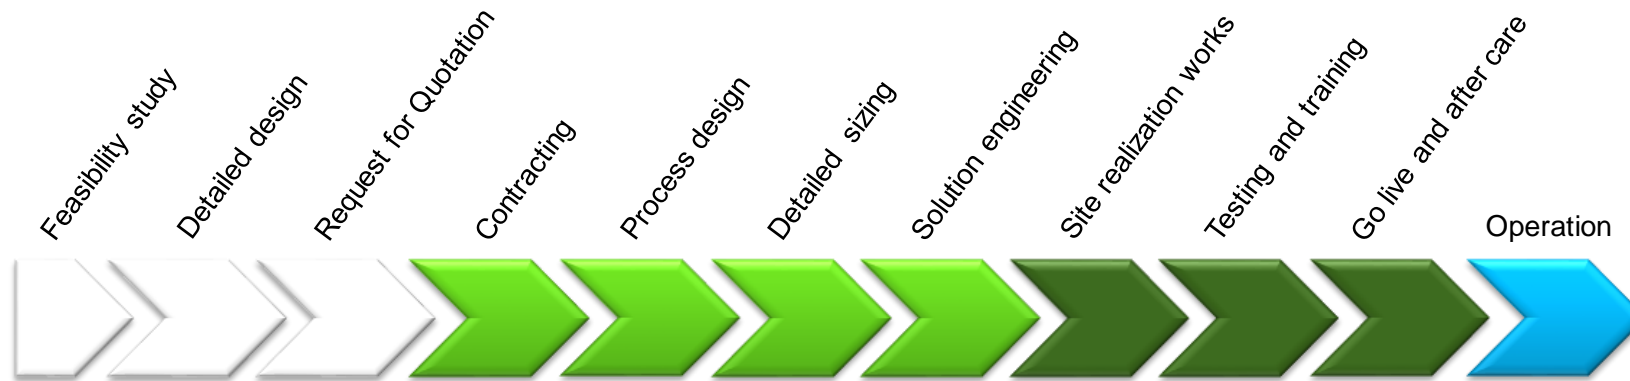 Feasibility study
Detailed design
Request for Quotation
Contracting
Process design
Detailed sizing
Solution engineering
Site realization works
Testing and training
Go live and after care
Operation